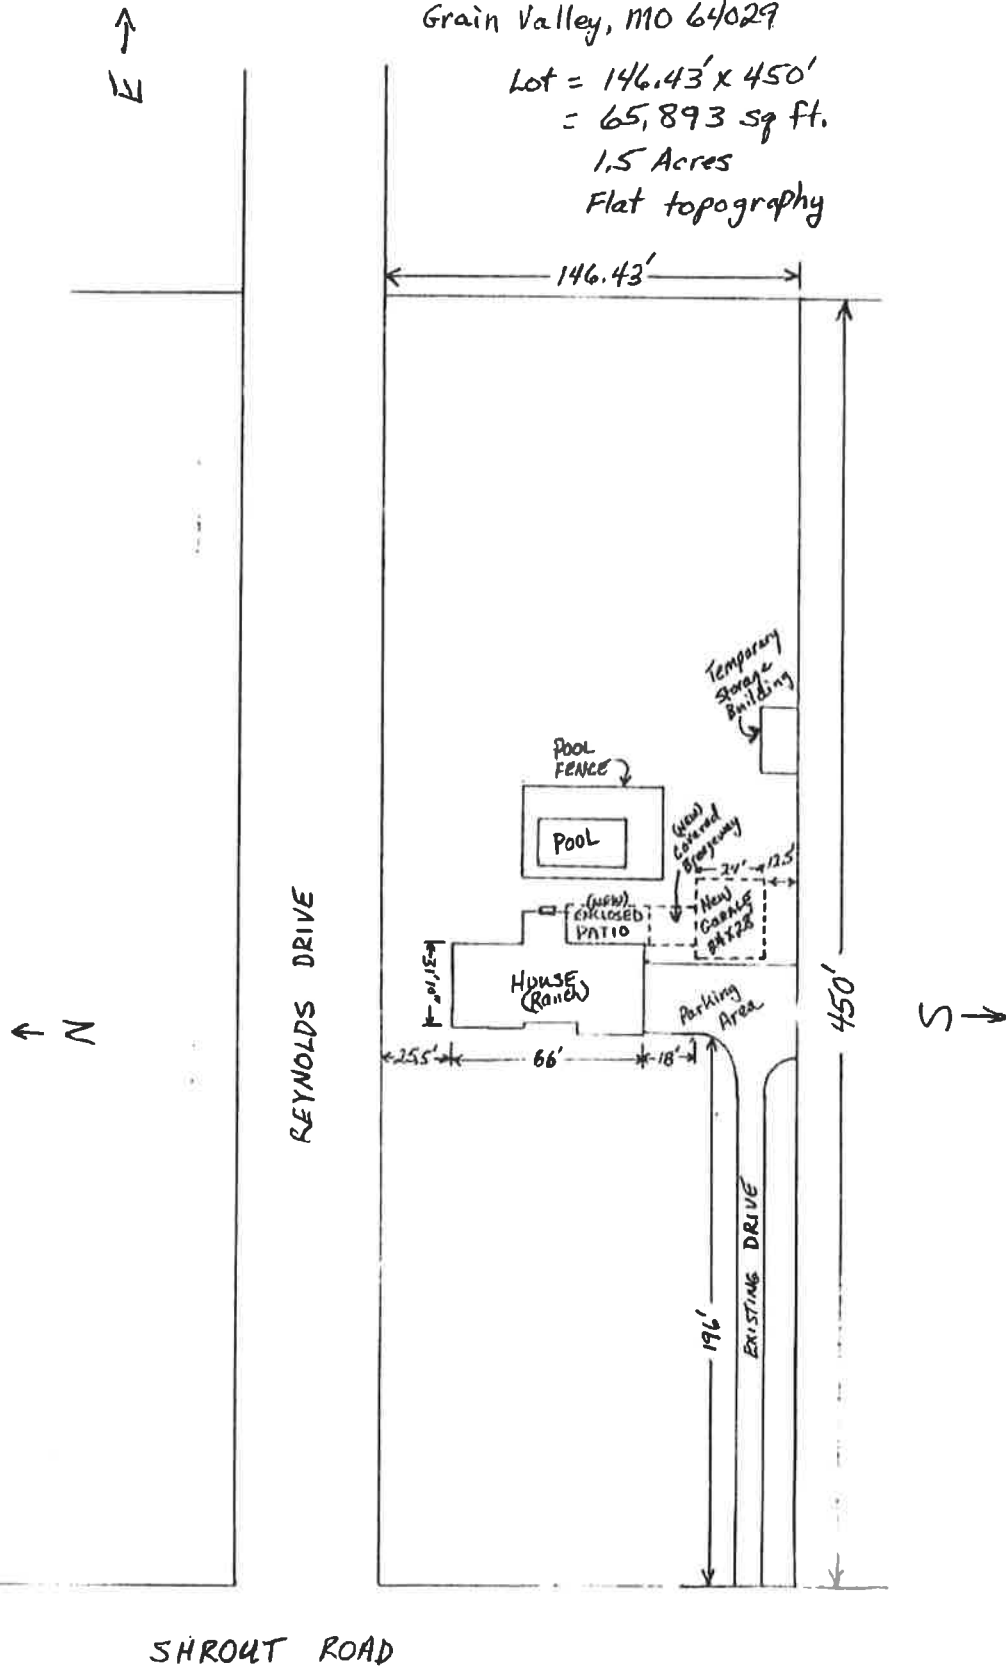 Grain Valley, MO 64029
E
Lot = 146.43' x 450'
= 65,893 sq ft.
1.5 Acres
Flat topography
146.43'
Temporary
Storage
Building
POOL
FENCE
POOL
(NEW)
Covered
Breezeway
24'
12.5'
(NEW)
ENCLOSED
PATIO
New
GARAGE
24x28'
31'10"
HOUSE
(Ranch)
Parking
Area
25.5'
66'
18'
N
REYNOLDS DRIVE
450'
S
196'
EXISTING DRIVE
SHROUT ROAD